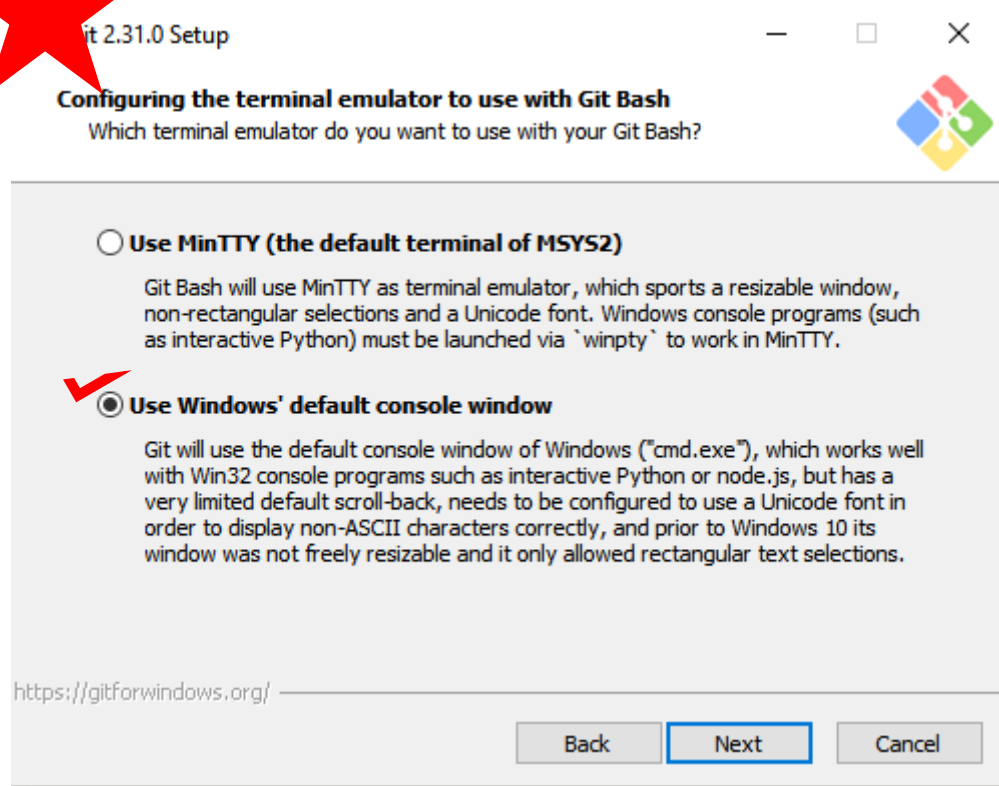 it 2.31.0 Setup
Configuring the terminal emulator to use with Git Bash
Which terminal emulator do you want to use with your Git Bash?
Use MinTTY (the default terminal of MSYS2)
Git Bash will use MinTTY as terminal emulator, which sports a resizable window,
non-rectangular selections and a Unicode font. Windows console programs (such
as interactive Python) must be launched via `winpty` to work in MinTTY.
Use Windows' default console window
Git will use the default console window of Windows ("cmd.exe"), which works well
with Win32 console programs such as interactive Python or node.js, but has a
very limited default scroll-back, needs to be configured to use a Unicode font in
order to display non-ASCII characters correctly, and prior to Windows 10 its
window was not freely resizable and it only allowed rectangular text selections.
https://gitforwindows.org/
Back Next Cancel